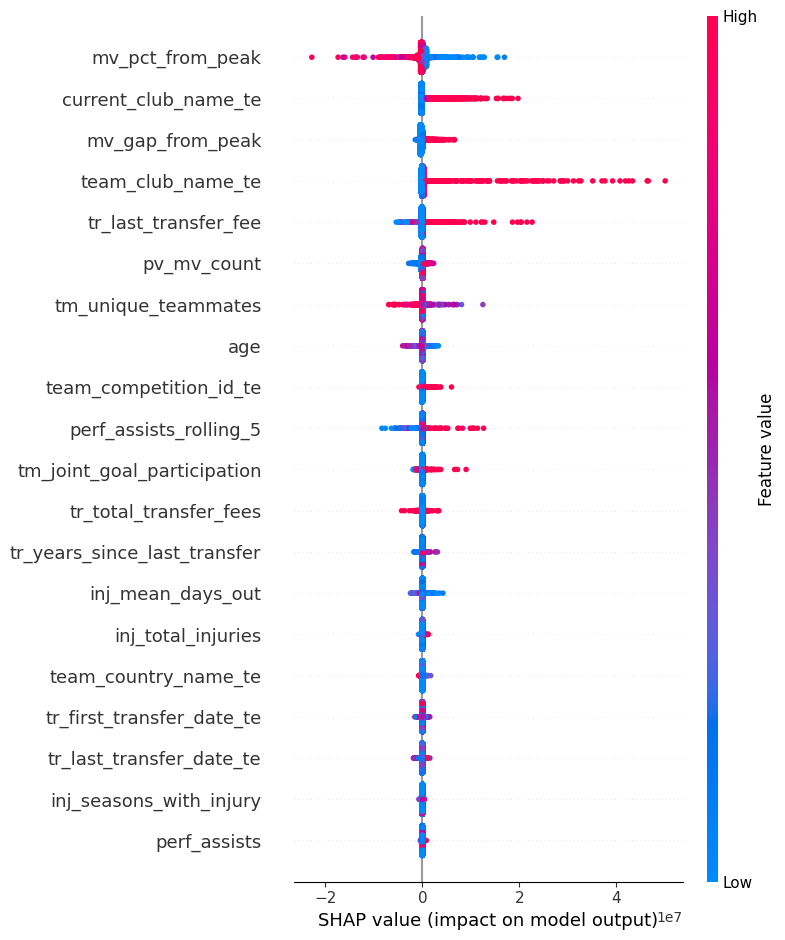 High
mv_pct_from_peak
current_club_name_te
mv_gap_from_peak
team_club_name_te
tr_last_transfer_fee
pv_mv_count
tm_unique_teammates
age
team_competition_id_te
perf_assists_rolling_5
tm_joint_goal_participation
tr_total_transfer_fees
tr_years_since_last_transfer
inj_mean_days_out
inj_total_injuries
team_country_name_te
tr_first_transfer_date_te
tr_last_transfer_date_te
inj_seasons_with_injury
perf_assists
Feature value
Low
−2 0 2 4
1e7
SHAP value (impact on model output)